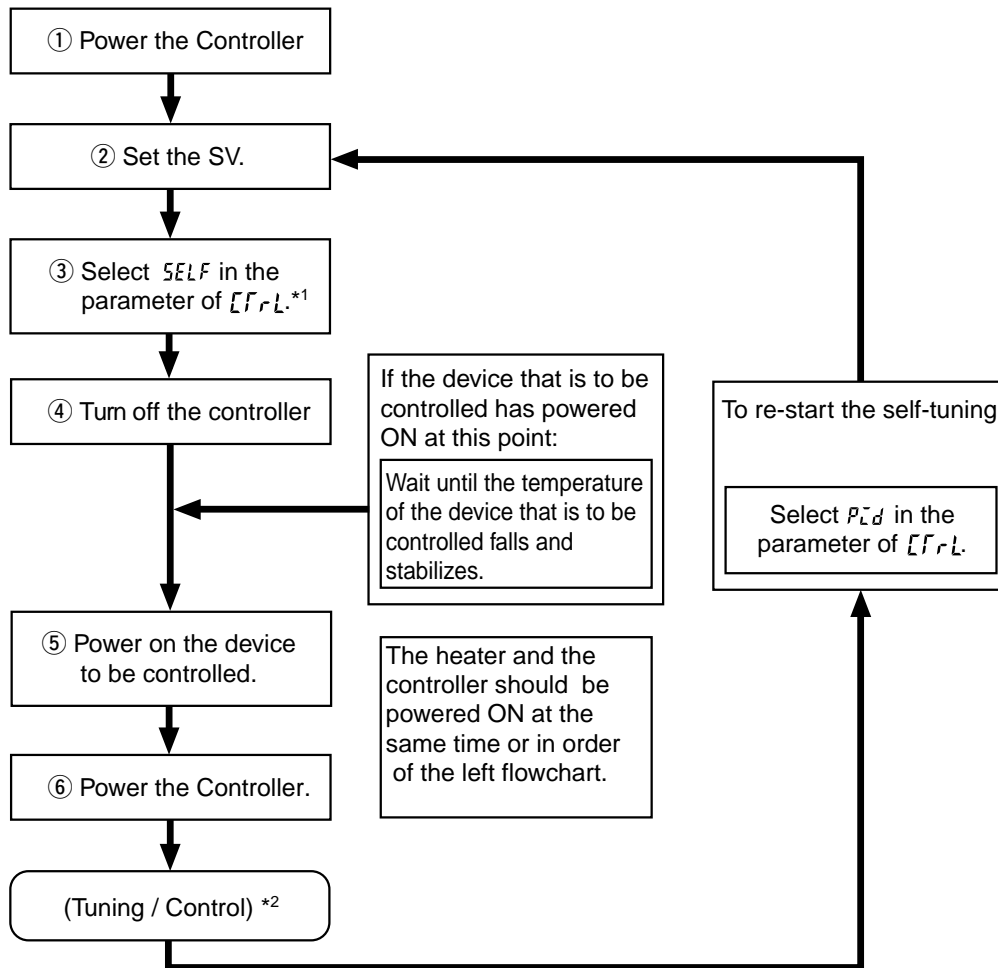 ① Power the Controller
② Set the SV.
③ Select SELF in the
parameter of CTrL.*1
④ Turn off the controller
If the device that is to be
controlled has powered
ON at this point:
Wait until the temperature
of the device that is to be
controlled falls and
stabilizes.
To re-start the self-tuning
Select PID in the
parameter of CTrL.
⑤ Power on the device
to be controlled.
The heater and the
controller should be
powered ON at the
same time or in order
of the left flowchart.
⑥ Power the Controller.
(Tuning / Control) *2